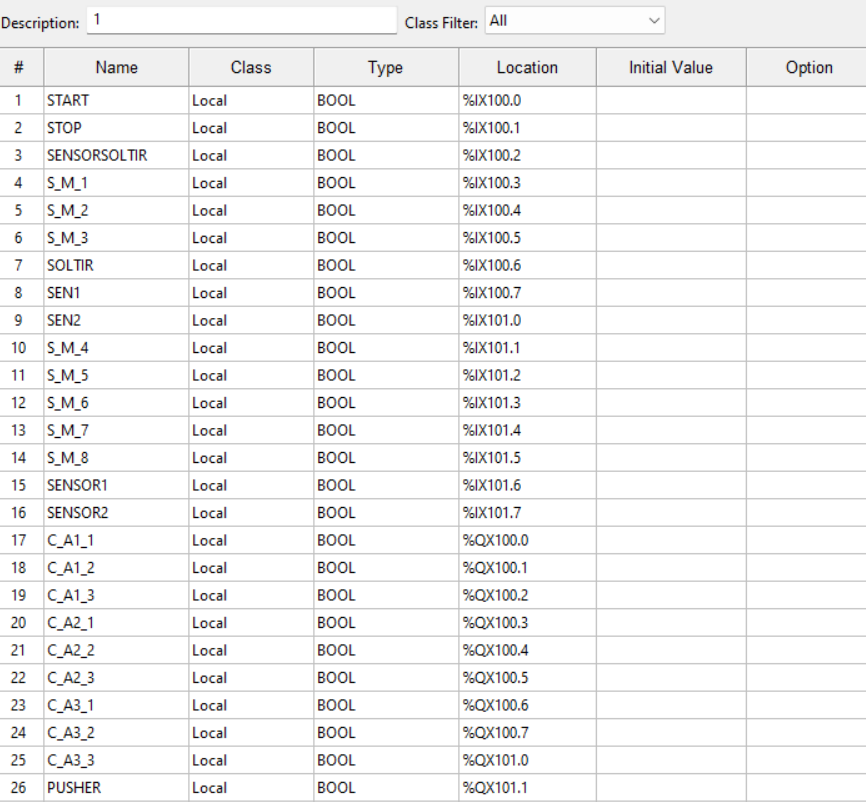 Description: 1 Class Filter: All
# Name Class Type Location Initial Value Option
1 START Local BOOL %IX100.0
2 STOP Local BOOL %IX100.1
3 SENSORSOLTIR Local BOOL %IX100.2
4 S_M_1 Local BOOL %IX100.3
5 S_M_2 Local BOOL %IX100.4
6 S_M_3 Local BOOL %IX100.5
7 SOLTIR Local BOOL %IX100.6
8 SEN1 Local BOOL %IX100.7
9 SEN2 Local BOOL %IX101.0
10 S_M_4 Local BOOL %IX101.1
11 S_M_5 Local BOOL %IX101.2
12 S_M_6 Local BOOL %IX101.3
13 S_M_7 Local BOOL %IX101.4
14 S_M_8 Local BOOL %IX101.5
15 SENSOR1 Local BOOL %IX101.6
16 SENSOR2 Local BOOL %IX101.7
17 C_A1_1 Local BOOL %QX100.0
18 C_A1_2 Local BOOL %QX100.1
19 C_A1_3 Local BOOL %QX100.2
20 C_A2_1 Local BOOL %QX100.3
21 C_A2_2 Local BOOL %QX100.4
22 C_A2_3 Local BOOL %QX100.5
23 C_A3_1 Local BOOL %QX100.6
24 C_A3_2 Local BOOL %QX100.7
25 C_A3_3 Local BOOL %QX101.0
26 PUSHER Local BOOL %QX101.1